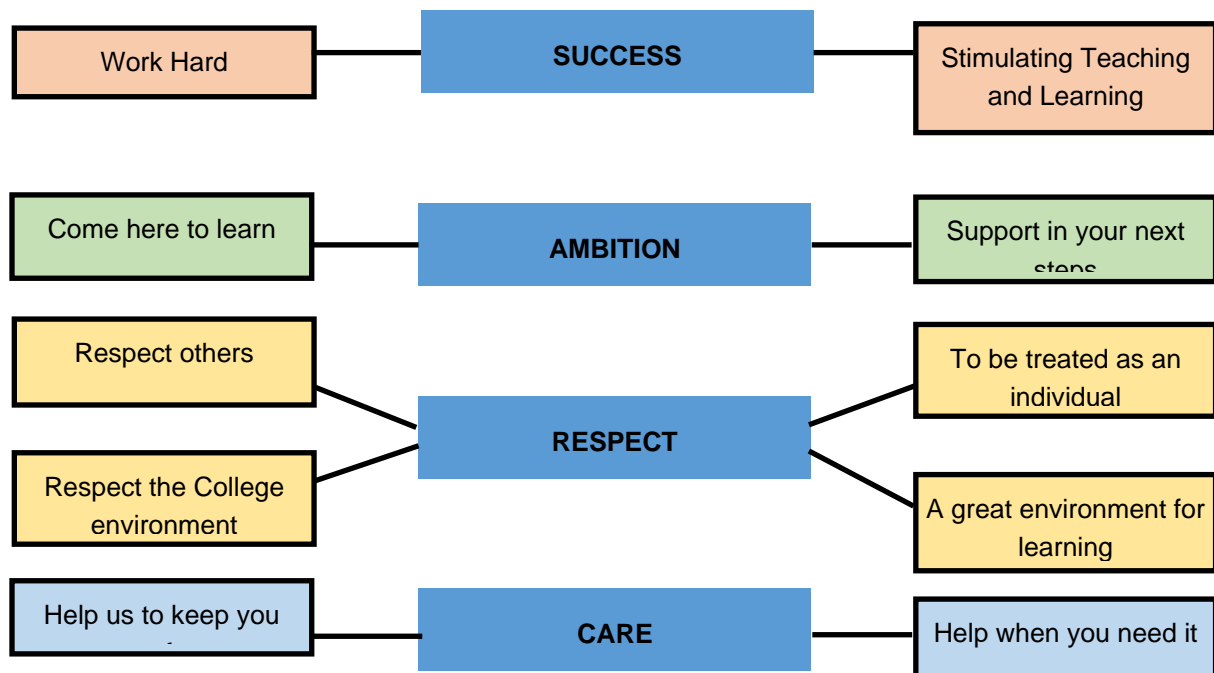 Work Hard
SUCCESS
Stimulating Teaching
and Learning
Come here to learn
AMBITION
Support in your next
steps
Respect others
To be treated as an
individual
RESPECT
Respect the College
environment
A great environment for
learning
Help us to keep you
CARE
Help when you need it